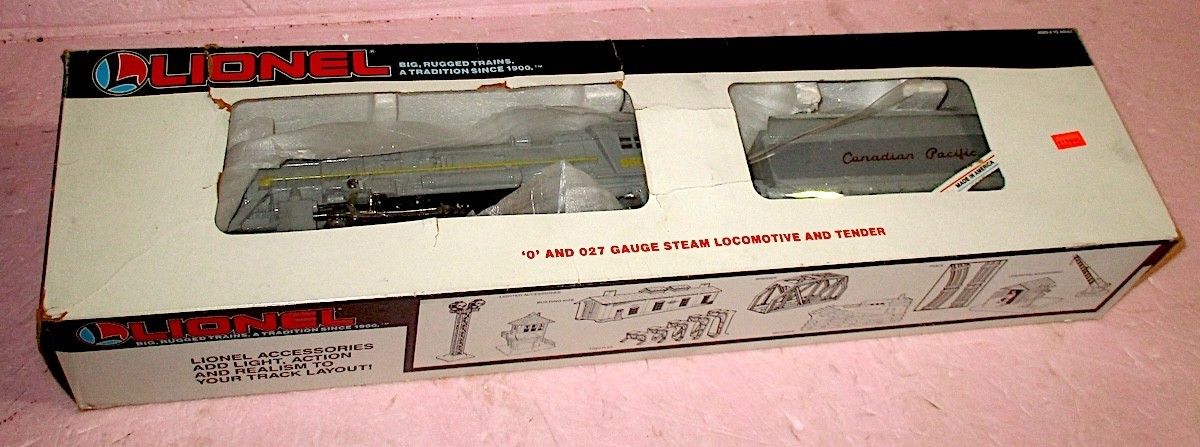 LIONEL
BIG, RUGGED TRAINS.
A TRADITION SINCE 1900.™
Canadian Pacific
MADE IN AMERICA
'O' AND 027 GAUGE STEAM LOCOMOTIVE AND TENDER
LIONEL
BIG, RUGGED TRAINS. A TRADITION SINCE 1900.™
LIONEL ACCESSORIES
ADD LIGHT, ACTION
AND REALISM TO
YOUR TRACK LAYOUT!